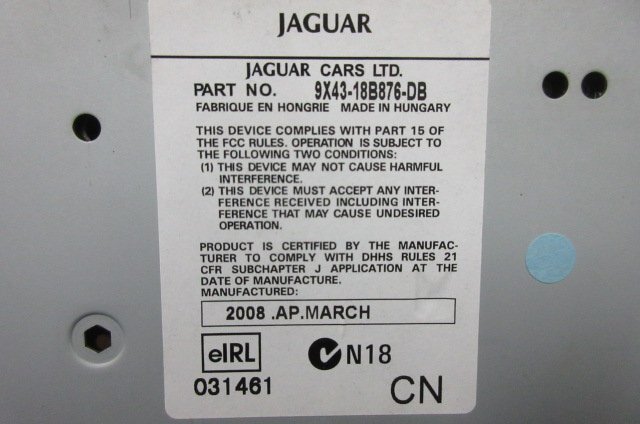 JAGUAR
JAGUAR CARS LTD.
PART NO. 9X43-18B876-DB
FABRIQUE EN HONGRIE MADE IN HUNGARY
THIS DEVICE COMPLIES WITH PART 15 OF
THE FCC RULES. OPERATION IS SUBJECT TO
THE FOLLOWING TWO CONDITIONS:
(1) THIS DEVICE MAY NOT CAUSE HARMFUL
INTERFERENCE.
(2) THIS DEVICE MUST ACCEPT ANY INTER-
FERENCE RECEIVED INCLUDING INTER-
FERENCE THAT MAY CAUSE UNDESIRED
OPERATION.
PRODUCT IS CERTIFIED BY THE MANUFAC-
TURER TO COMPLY WITH DHHS RULES 21
CFR SUBCHAPTER J APPLICATION AT THE
DATE OF MANUFACTURE.
MANUFACTURED:
2008 .AP.MARCH
eIRL N18
031461 CN